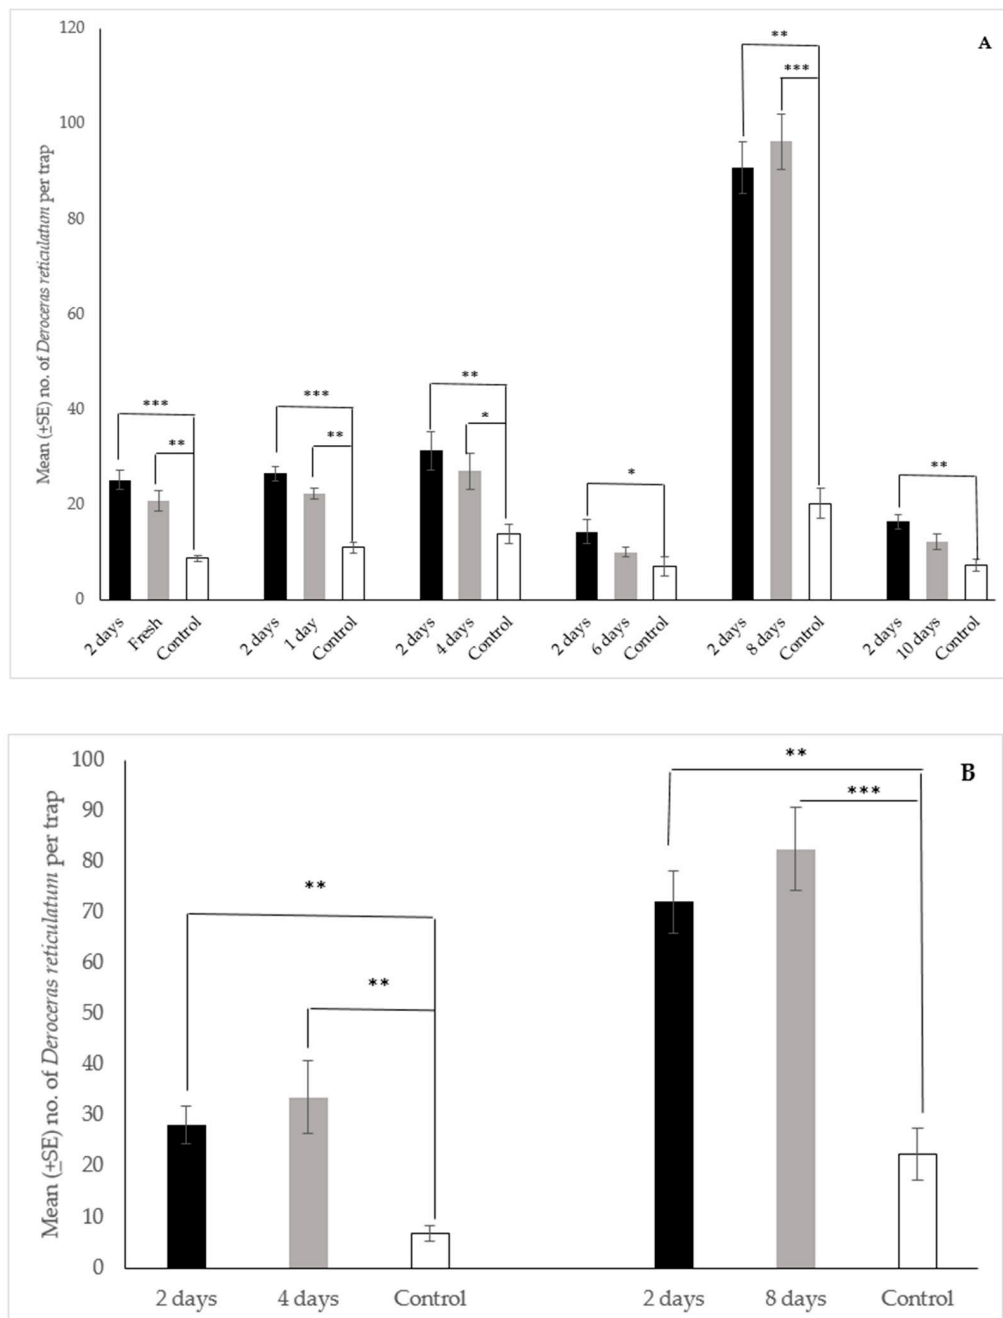 A
Mean (±SE) no. of Deroceras reticulatum per trap
120
100
80
60
40
20
0
***
**
***
**
**
*
*
**
***
**
2 days
Fresh
Control
2 days
1 day
Control
2 days
4 days
Control
2 days
6 days
Control
2 days
8 days
Control
2 days
10 days
Control
B
Mean (±SE) no. of Deroceras reticulatum per trap
100
90
80
70
60
50
40
30
20
10
0
**
**
**
***
2 days
4 days
Control
2 days
8 days
Control